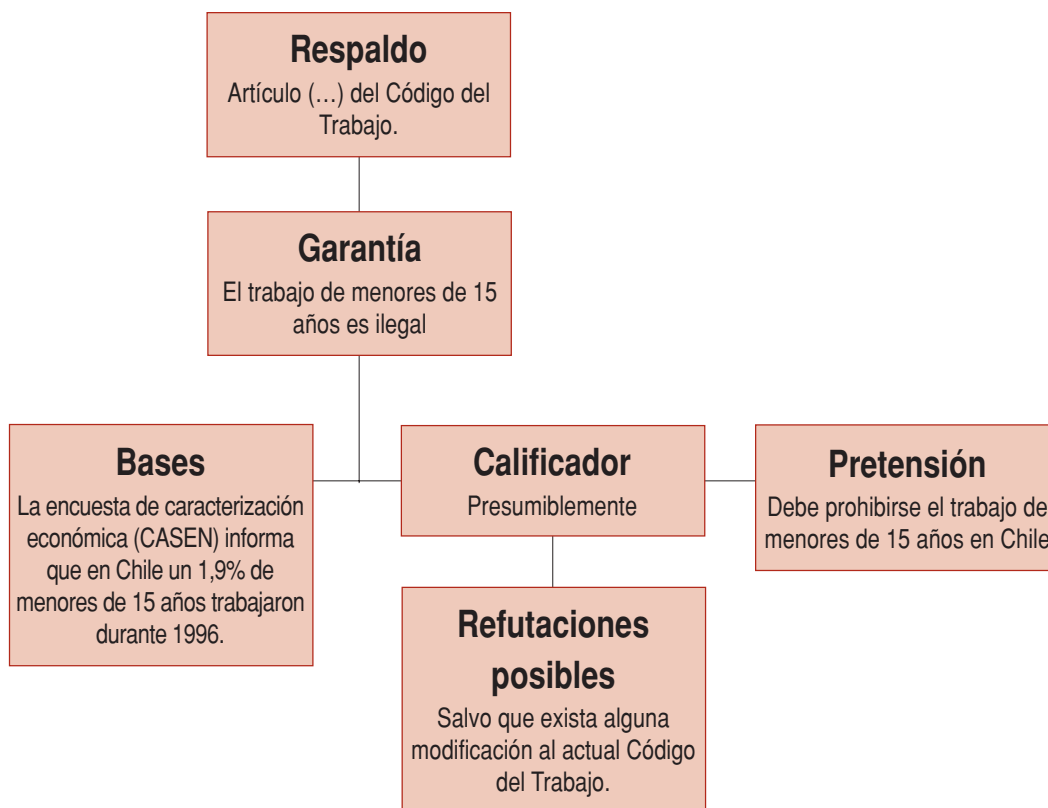 Respaldo
Artículo (…) del Código del
Trabajo.
Garantía
El trabajo de menores de 15
años es ilegal
Bases
La encuesta de caracterización
económica (CASEN) informa
que en Chile un 1,9% de
menores de 15 años trabajaron
durante 1996.
Calificador
Presumiblemente
Pretensión
Debe prohibirse el trabajo de
menores de 15 años en Chile
Refutaciones
posibles
Salvo que exista alguna
modificación al actual Código
del Trabajo.